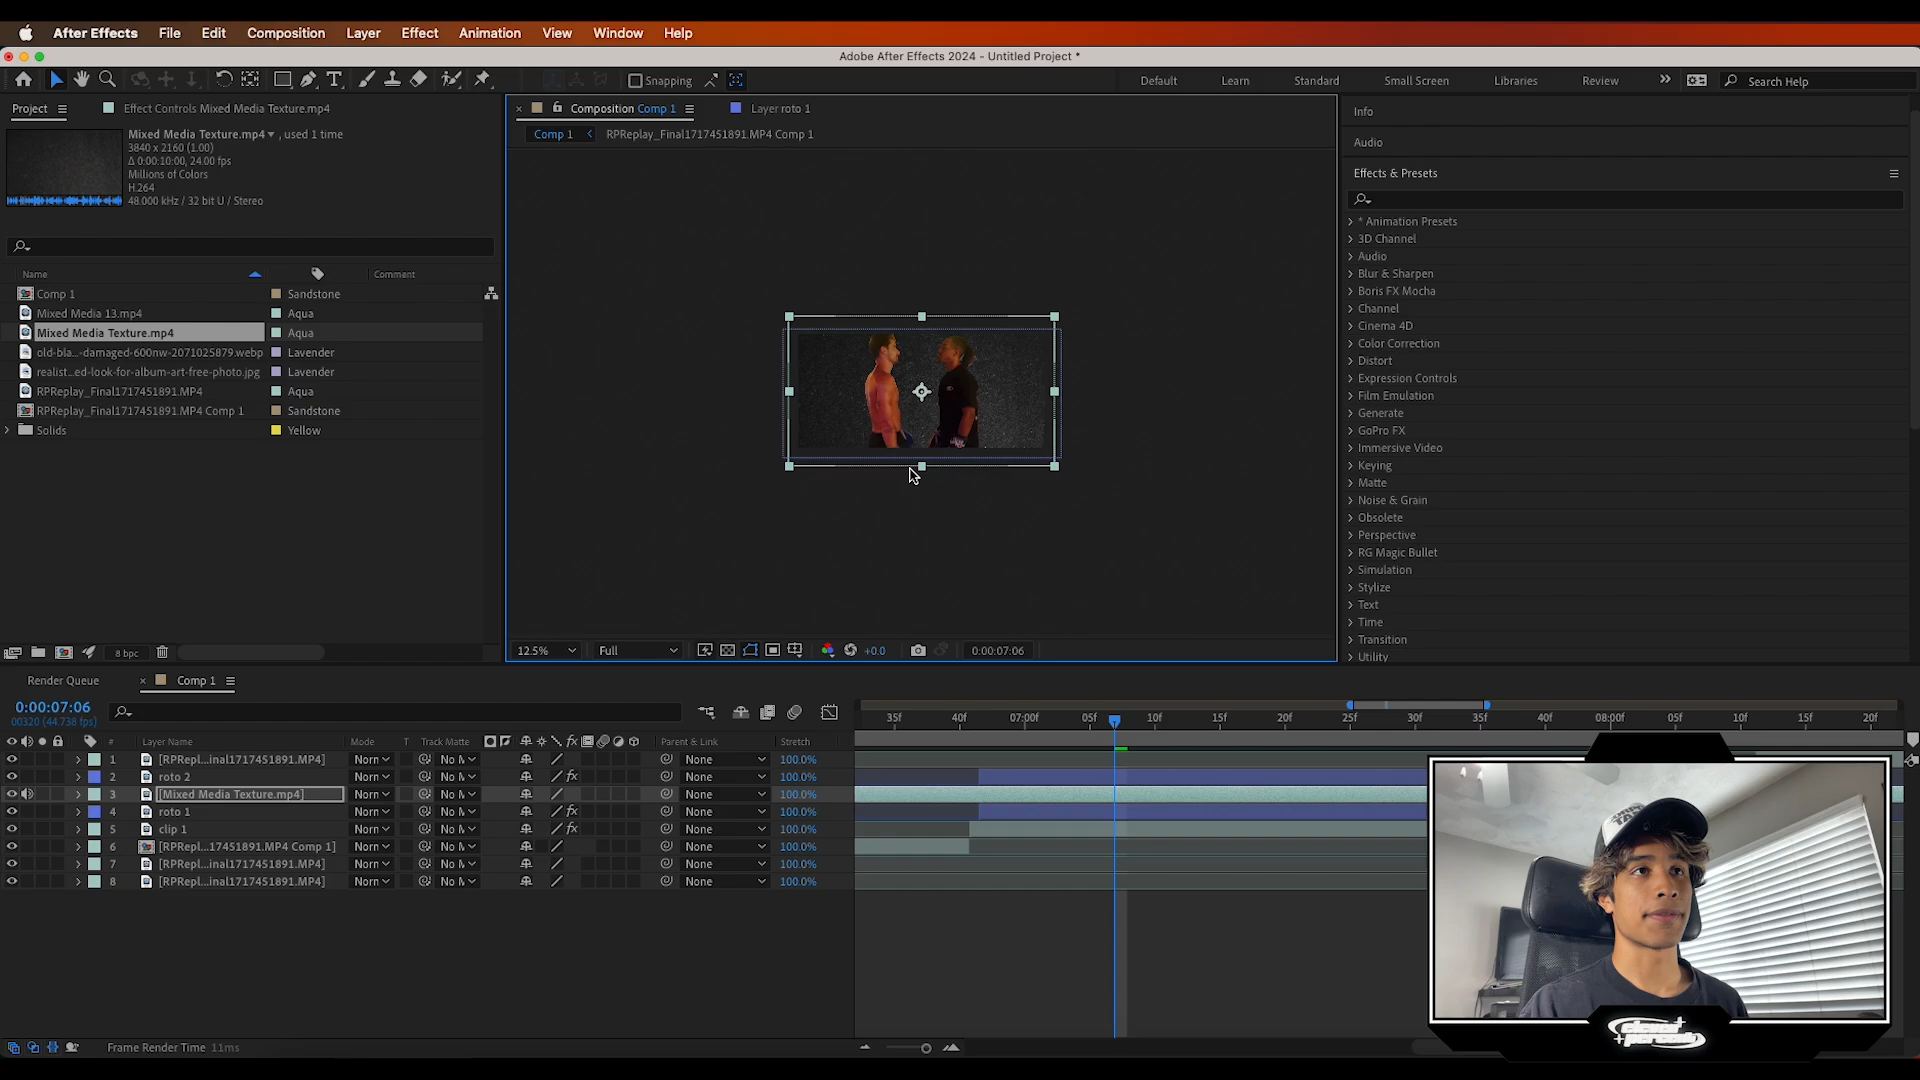 After Effects File Edit Composition Layer Effect Animation View Window Help
Adobe After Effects 2024 - Untitled Project *
T Snapping Default Learn Standard Small Screen Libraries Review » Search Help
Project Effect Controls Mixed Media Texture.mp4
Mixed Media Texture.mp4 , used 1 time
3840 x 2160 (1.00)
Δ 0:00:10:00, 24.00 fps
Millions of Colors
H.264
48.000 kHz / 32 bit U / Stereo
Name Comment
Comp 1 Sandstone
Mixed Media 13.mp4 Aqua
Mixed Media Texture.mp4 Aqua
old-bla...-damaged-600nw-2071025879.webp Lavender
realist...ed-look-for-album-art-free-photo.jpg Lavender
RPReplay_Final1717451891.MP4 Aqua
RPReplay_Final1717451891.MP4 Comp 1 Sandstone
Solids Yellow
8 bpc
× Composition Comp 1 Layer roto 1
Comp 1 < RPReplay_Final1717451891.MP4 Comp 1
12.5% Full +0.0 0:00:07:06
Info
Audio
Effects & Presets
* Animation Presets
3D Channel
Audio
Blur & Sharpen
Boris FX Mocha
Channel
Cinema 4D
Color Correction
Distort
Expression Controls
Film Emulation
Generate
GoPro FX
Immersive Video
Keying
Matte
Noise & Grain
Obsolete
Perspective
RG Magic Bullet
Simulation
Stylize
Text
Time
Transition
Utility
Render Queue × Comp 1
0:00:07:06
00320 (44.738 fps)
35f 40f 07:00f 05f 10f 15f 20f 25f 30f 35f 40f 08:00f 05f 10f 15f 20f
# Layer Name Mode T Track Matte fx Parent & Link Stretch
1 [RPRepl...inal1717451891.MP4] Norn No M None 100.0%
2 roto 2 Norn No M fx None 100.0%
3 [Mixed Media Texture.mp4] Norn No M None 100.0%
4 roto 1 Norn No M fx None 100.0%
5 clip 1 Norn No M fx None 100.0%
6 [RPRepl...17451891.MP4 Comp 1] Norn No M None 100.0%
7 [RPRepl...inal1717451891.MP4] Norn No M None 100.0%
8 [RPRepl...inal1717451891.MP4] Norn No M None 100.0%
Frame Render Time 11ms